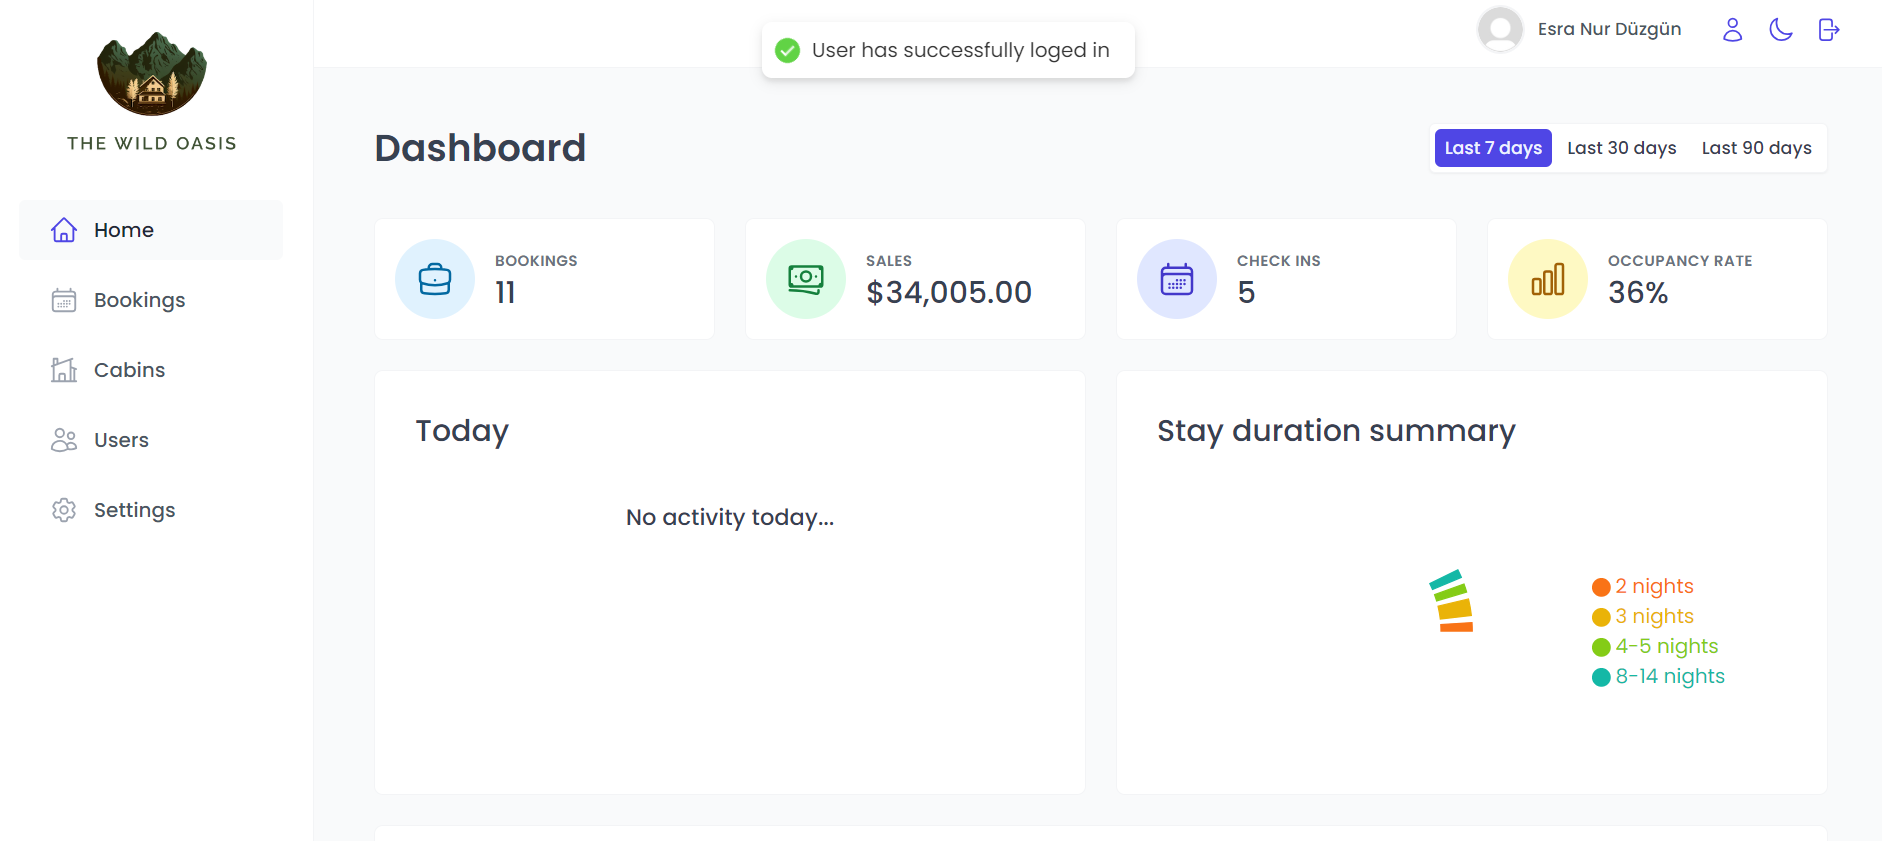 THE WILD OASIS
Home
Bookings
Cabins
Users
Settings
User has successfully loged in
Esra Nur Düzgün
Dashboard
Last 7 days
Last 30 days
Last 90 days
BOOKINGS
11
SALES
$34,005.00
CHECK INS
5
OCCUPANCY RATE
36%
Today
No activity today...
Stay duration summary
2 nights
3 nights
4-5 nights
8-14 nights